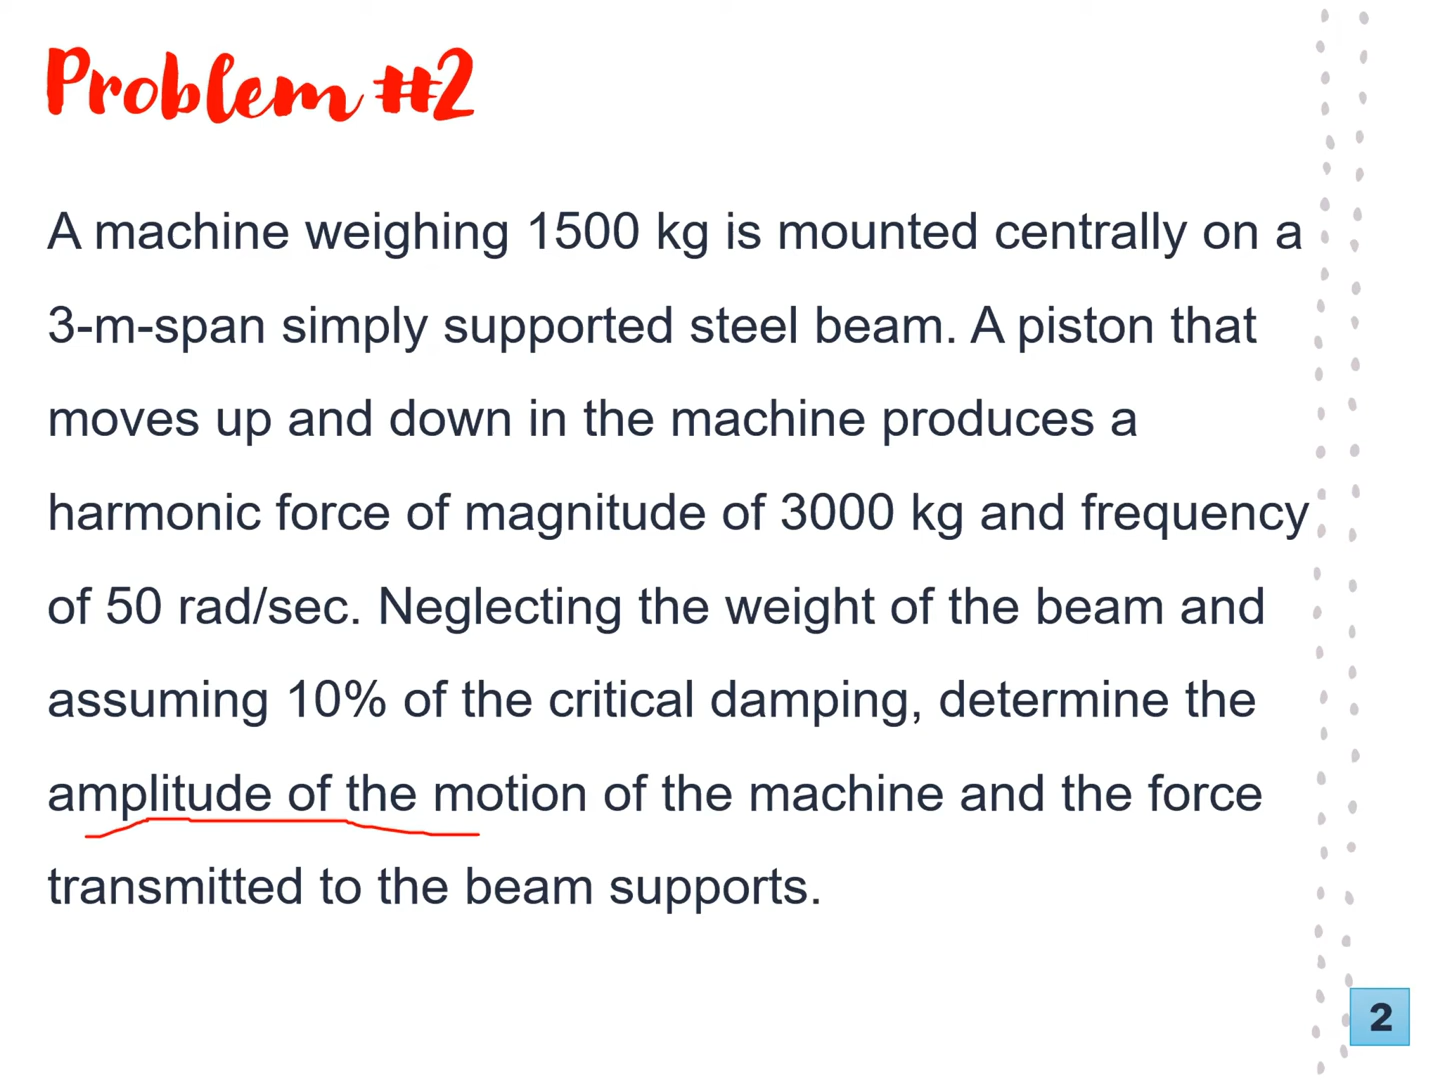 Problem #2
A machine weighing 1500 kg is mounted centrally on a
3-m-span simply supported steel beam. A piston that
moves up and down in the machine produces a
harmonic force of magnitude of 3000 kg and frequency
of 50 rad/sec. Neglecting the weight of the beam and
assuming 10% of the critical damping, determine the
amplitude of the motion of the machine and the force
transmitted to the beam supports.
2